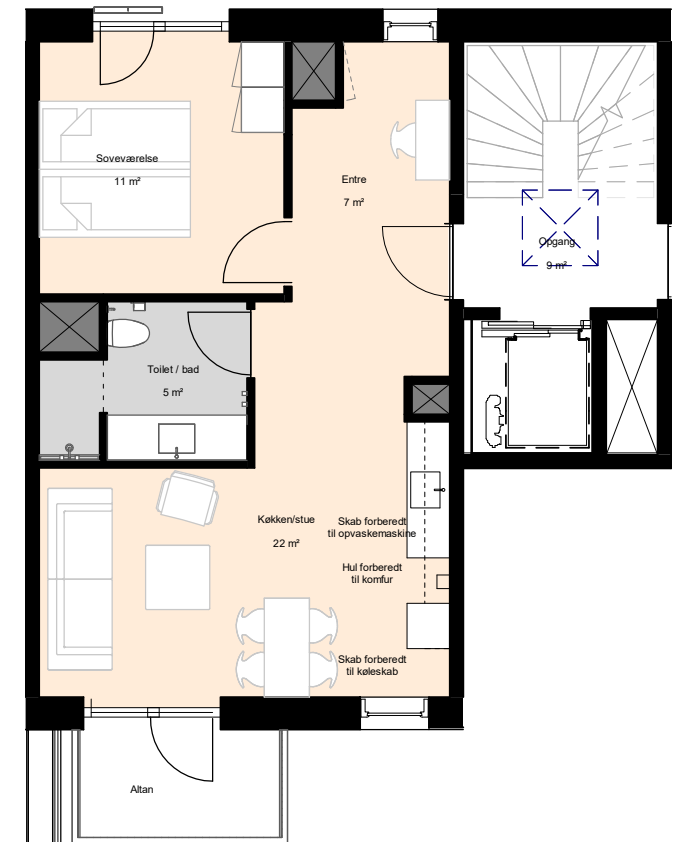 Soveværelse
11 m²
Entre
7 m²
Opgang
9 m²
Toilet / bad
5 m²
Køkken/stue
22 m²
Skab forberedt
til opvaskemaskine
Hul forberedt
til komfur
Skab forberedt
til køleskab
Altan